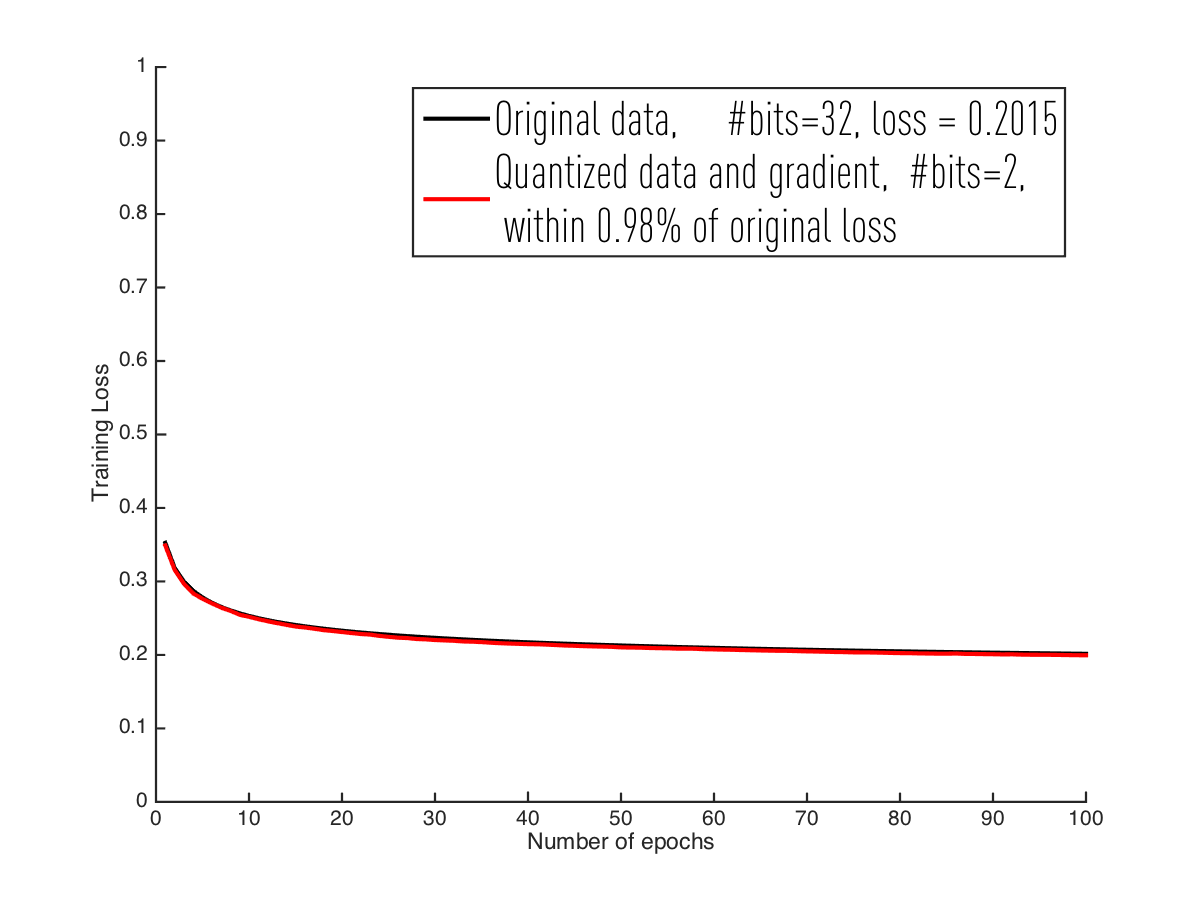 1
0.9
0.8
0.7
0.6
0.5
0.4
0.3
0.2
0.1
0
Training Loss
Original data, #bits=32, loss = 0.2015
Quantized data and gradient, #bits=2,
within 0.98% of original loss
0 10 20 30 40 50 60 70 80 90 100
Number of epochs